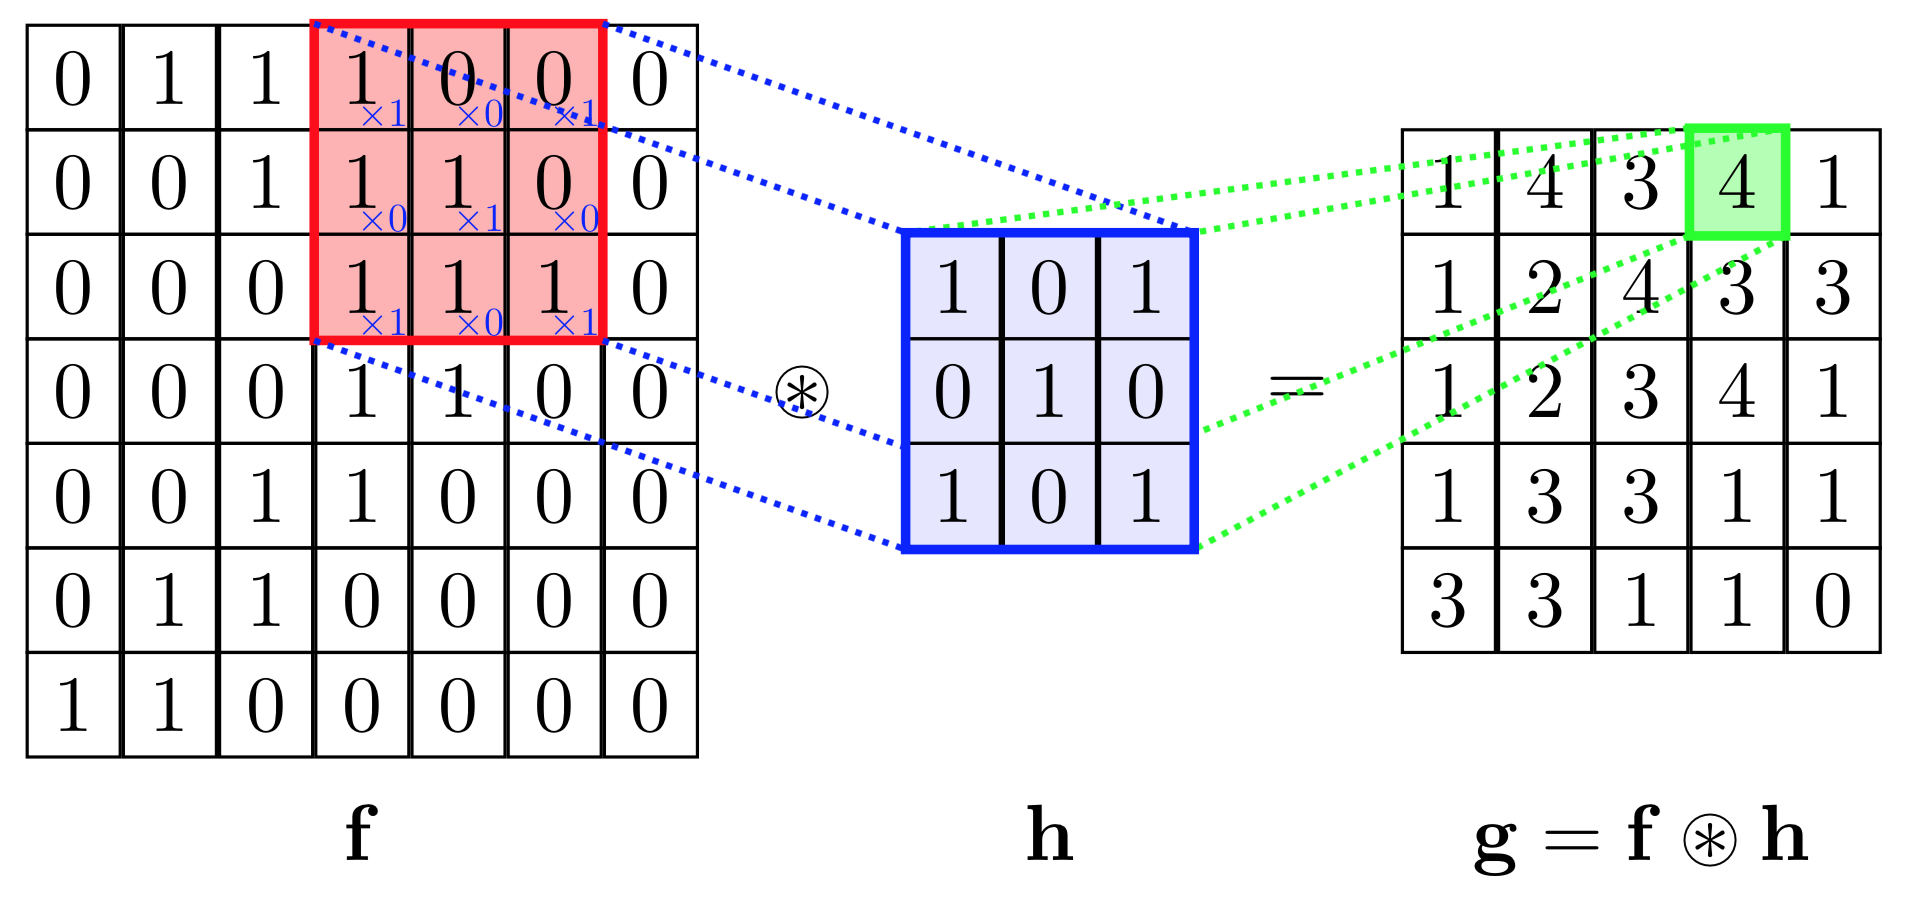 0 1 1 1 0 0 0
×1 ×0 ×1
0 0 1 1 1 0 0
×0 ×1 ×0
0 0 0 1 1 1 0
×1 ×0 ×1
0 0 0 1 1 0 0
0 0 1 1 0 0 0
0 1 1 0 0 0 0
1 1 0 0 0 0 0
f
⊛
1 0 1
0 1 0
1 0 1
h
=
1 4 3 4 1
1 2 4 3 3
1 2 3 4 1
1 3 3 1 1
3 3 1 1 0
g = f ⊛ h